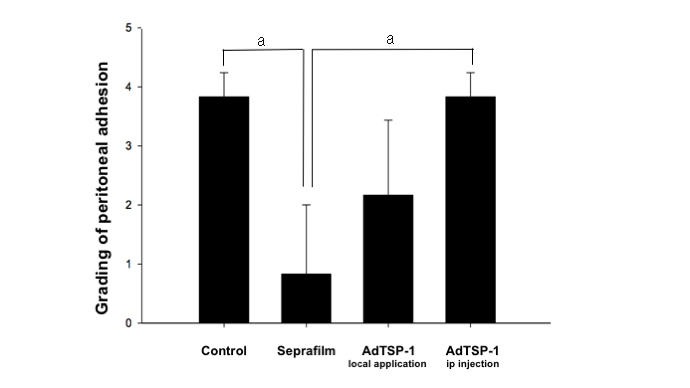 Grading of peritoneal adhesion
5
4
3
2
1
0
a
a
Control
Seprafilm
AdTSP-1
local application
AdTSP-1
ip injection